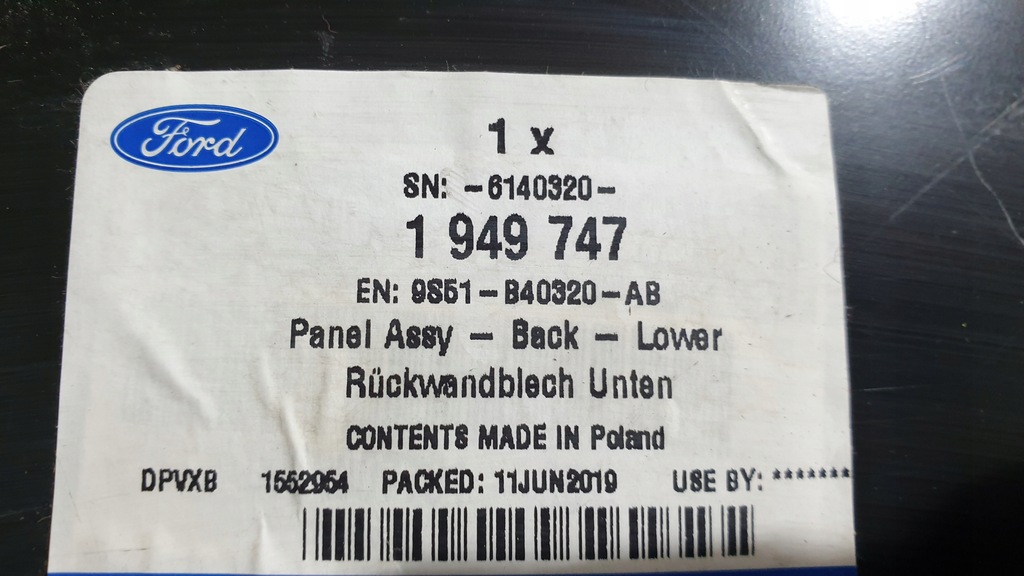 Ford
1 x
SN: -6140320-
1 949 747
EN: 9S51-B40320-AB
Panel Assy - Back - Lower
Rückwandblech Unten
CONTENTS MADE IN Poland
DPVXB 1552954 PACKED: 11JUN2019 USE BY: *******